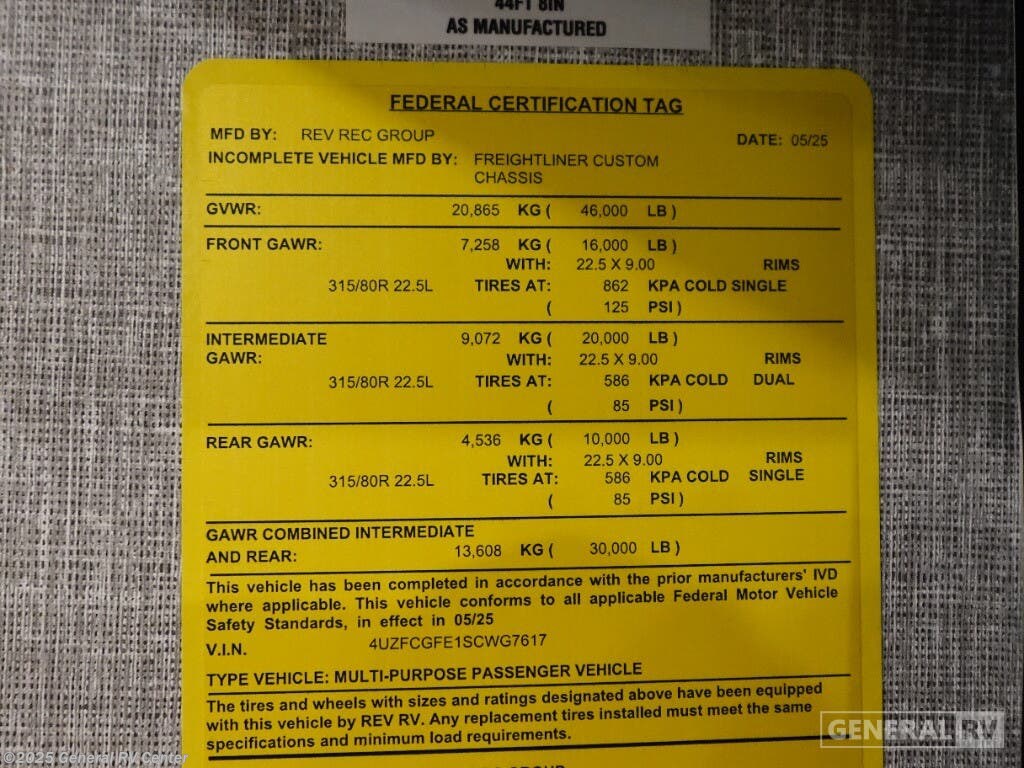 44FT 8IN
AS MANUFACTURED
FEDERAL CERTIFICATION TAG
MFD BY: REV REC GROUP DATE: 05/25
INCOMPLETE VEHICLE MFD BY: FREIGHTLINER CUSTOM
CHASSIS
GVWR: 20,865 KG ( 46,000 LB )
FRONT GAWR: 7,258 KG ( 16,000 LB )
WITH: 22.5 X 9.00 RIMS
315/80R 22.5L TIRES AT: 862 KPA COLD SINGLE
( 125 PSI )
INTERMEDIATE 9,072 KG ( 20,000 LB )
GAWR: WITH: 22.5 X 9.00 RIMS
315/80R 22.5L TIRES AT: 586 KPA COLD DUAL
( 85 PSI )
REAR GAWR: 4,536 KG ( 10,000 LB )
WITH: 22.5 X 9.00 RIMS
315/80R 22.5L TIRES AT: 586 KPA COLD SINGLE
( 85 PSI )
GAWR COMBINED INTERMEDIATE
AND REAR: 13,608 KG ( 30,000 LB )
This vehicle has been completed in accordance with the prior manufacturers' IVD
where applicable. This vehicle conforms to all applicable Federal Motor Vehicle
Safety Standards, in effect in 05/25
V.I.N. 4UZFCGFE1SCWG7617
TYPE VEHICLE: MULTI-PURPOSE PASSENGER VEHICLE
The tires and wheels with sizes and ratings designated above have been equipped
with this vehicle by REV RV. Any replacement tires installed must meet the same
specifications and minimum load requirements.
GENERAL RV
©2025 General RV Center